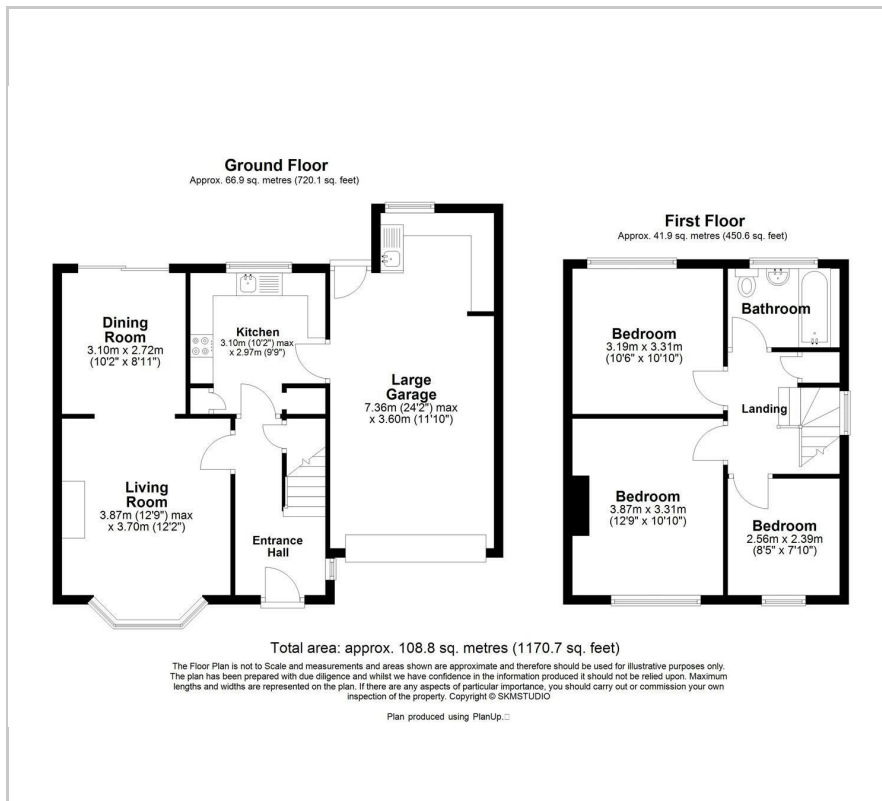 Ground Floor
Approx. 66.9 sq. metres (720.1 sq. feet)
Dining
Room
3.10m x 2.72m
(10'2" x 8'11")
Kitchen
3.10m (10'2") max
x 2.97m (9'9")
Large
Garage
7.36m (24'2") max
x 3.60m (11'10")
Living
Room
3.87m (12'9") max
x 3.70m (12'2")
Entrance
Hall
First Floor
Approx. 41.9 sq. metres (450.6 sq. feet)
Bathroom
Bedroom
3.19m x 3.31m
(10'6" x 10'10")
Landing
Bedroom
3.87m x 3.31m
(12'9" x 10'10")
Bedroom
2.56m x 2.39m
(8'5" x 7'10")
Total area: approx. 108.8 sq. metres (1170.7 sq. feet)
The Floor Plan is not to Scale and measurements and areas shown are approximate and therefore should be used for illustrative purposes only.
The plan has been prepared with due diligence and whilst we have confidence in the information produced it should not be relied upon. Maximum
lengths and widths are represented on the plan. If there are any aspects of particular importance, you should carry out or commission your own
inspection of the property. Copyright © SKMSTUDIO
Plan produced using PlanUp.□